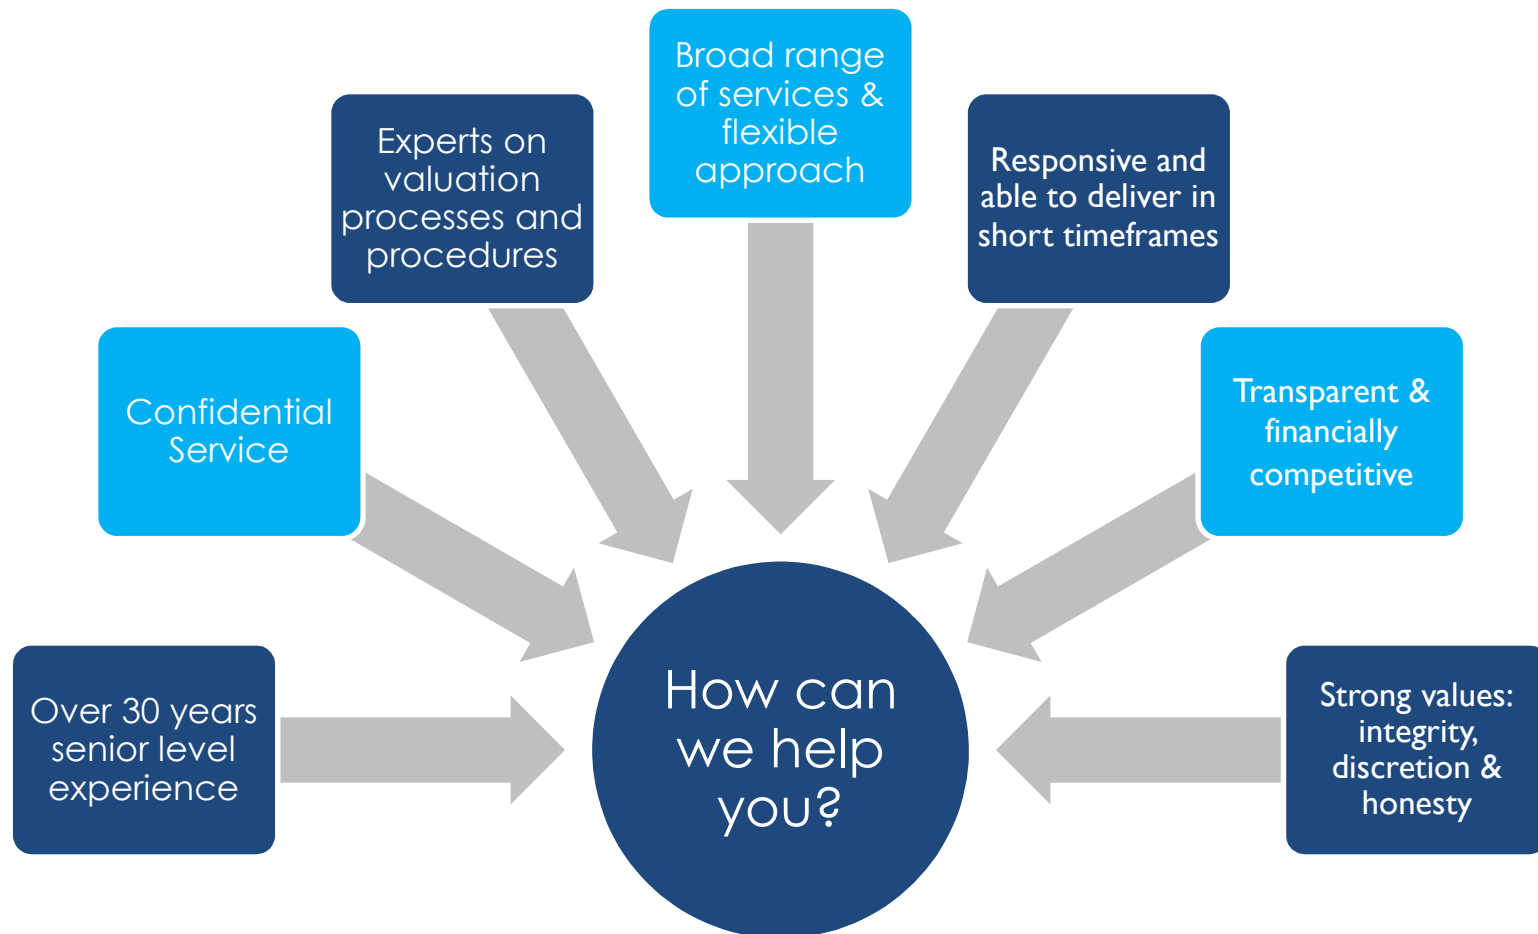 Broad range
of services &
flexible
approach
Experts on
valuation
processes and
procedures
Responsive and
able to deliver in
short timeframes
Confidential
Service
Transparent &
financially
competitive
Over 30 years
senior level
experience
How can
we help
you?
Strong values:
integrity,
discretion &
honesty